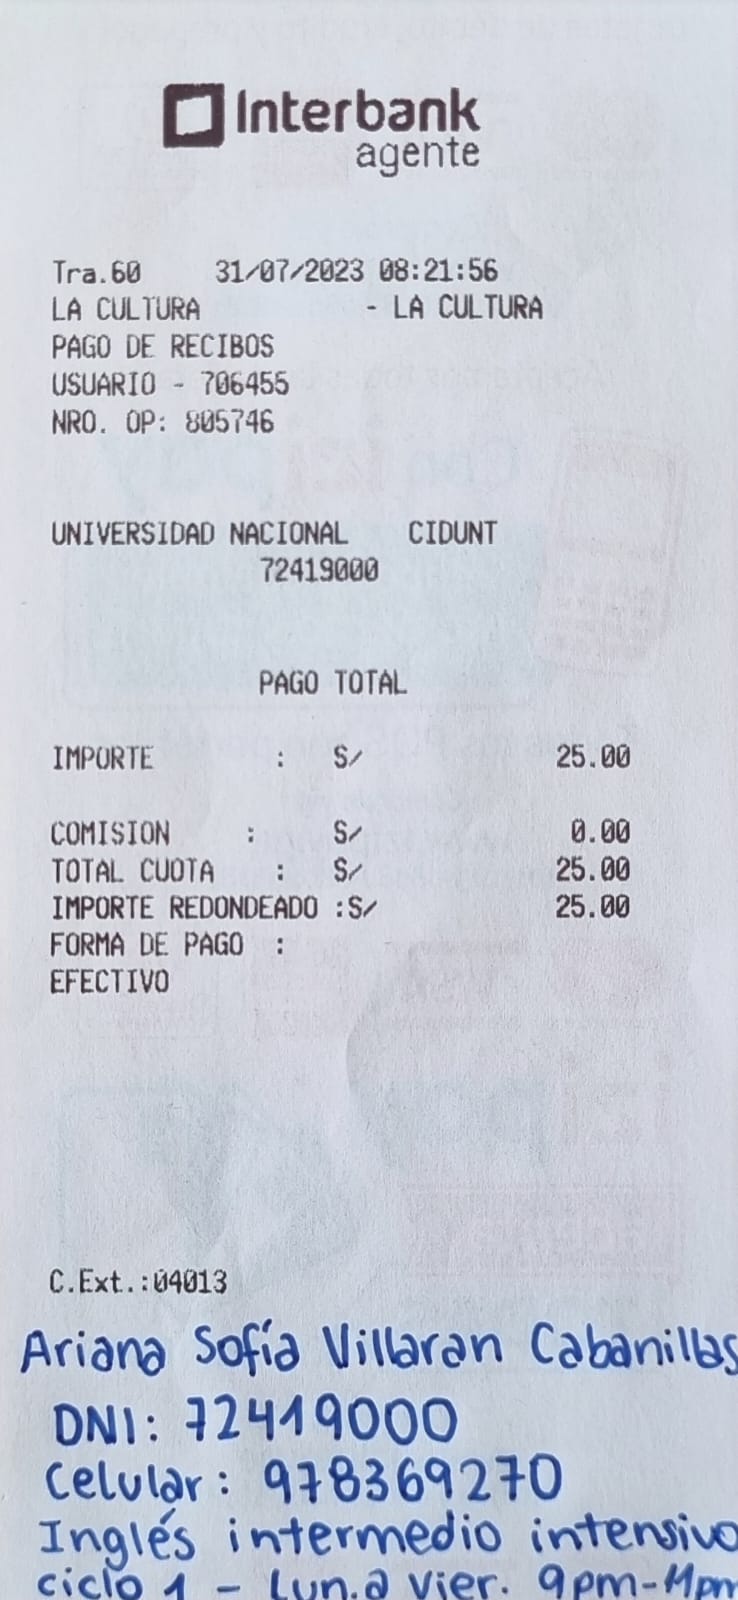 Interbank
agente
Tra.60 31/07/2023 08:21:56
LA CULTURA - LA CULTURA
PAGO DE RECIBOS
USUARIO - 706455
NRO. OP: 805746
UNIVERSIDAD NACIONAL CIDUNT
72419000
PAGO TOTAL
IMPORTE : S/ 25.00
COMISION : S/ 0.00
TOTAL CUOTA : S/ 25.00
IMPORTE REDONDEADO :S/ 25.00
FORMA DE PAGO :
EFECTIVO
C.Ext.:04013
Ariana Sofía Villaran Cabanillas
DNI: 72419000
Celular: 978369270
Inglés intermedio intensivo
ciclo 1 - Lun.a vier. 9pm-11pm